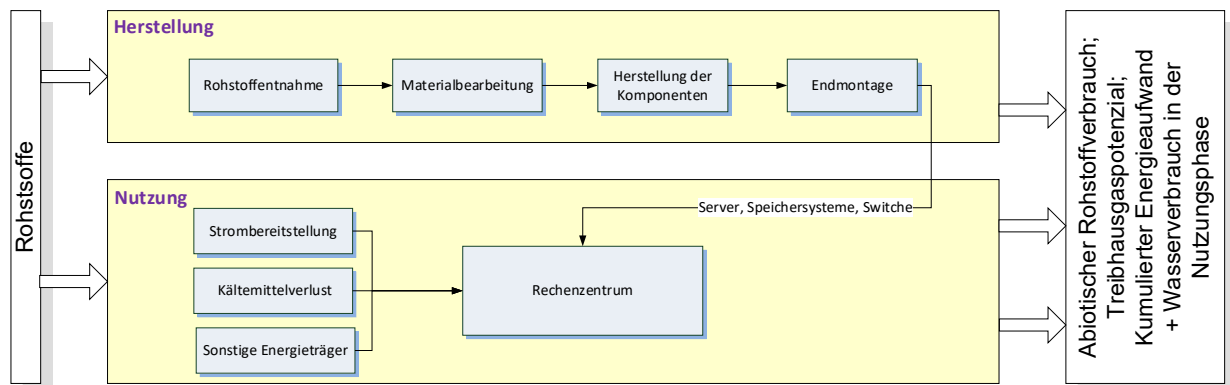 Rohstsoffe
Herstellung
Rohstoffentnahme
Materialbearbeitung
Herstellung der
Komponenten
Endmontage
Nutzung
Server, Speichersysteme, Switche
Strombereitstellung
Kältemittelverlust
Sonstige Energieträger
Rechenzentrum
Abiotischer Rohstoffverbrauch;
Treibhausgaspotenzial;
Kumulierter Energieaufwand
+ Wasserverbrauch in der
Nutzungsphase